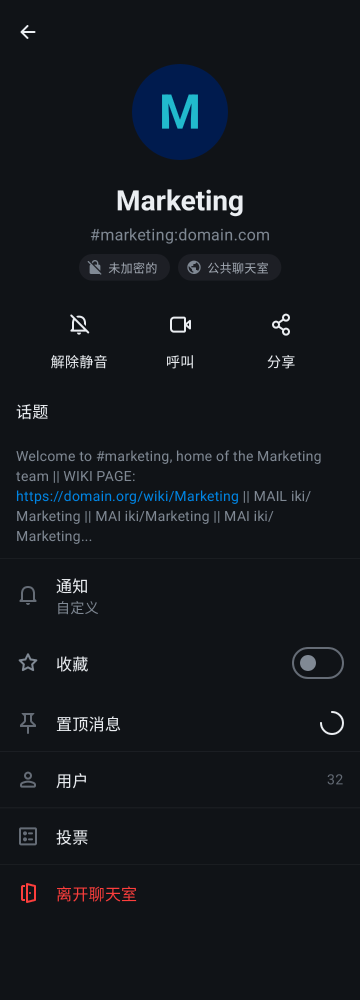 M
Marketing
#marketing:domain.com
未加密的
公共聊天室
解除静音
呼叫
分享
话题
Welcome to #marketing, home of the Marketing
team || WIKI PAGE:
https://domain.org/wiki/Marketing || MAIL iki/
Marketing || MAI iki/Marketing || MAI iki/
Marketing...
通知
自定义
收藏
置顶消息
用户
32
投票
离开聊天室